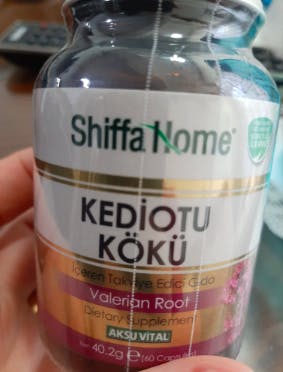 Shiffa Home
KEDİOTU
KÖKÜ
İçeren Takviye Edici Gıda
Valerian Root
Dietary Supplement
AKSU VİTAL
Net 40.2g (60 Capsules)